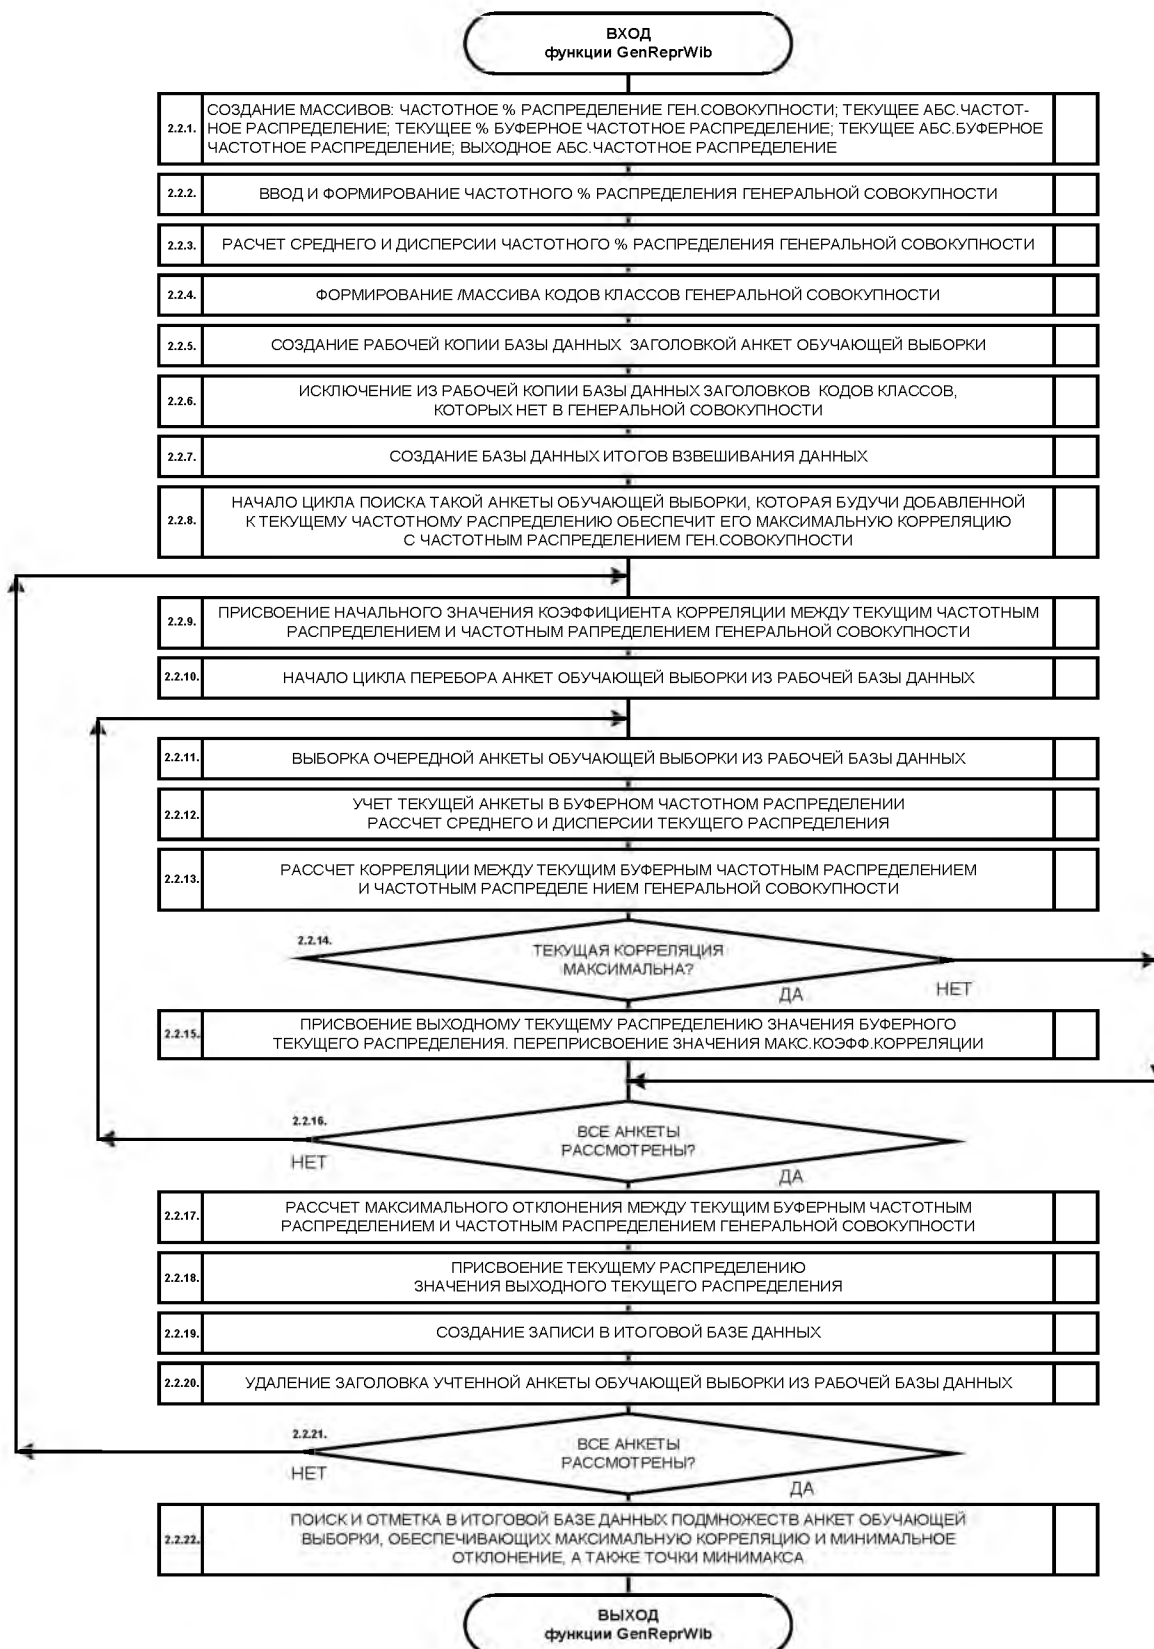 ВХОД
функции GenReprWib
2.2.1.
СОЗДАНИЕ МАССИВОВ: ЧАСТОТНОЕ % РАСПРЕДЕЛЕНИЕ ГЕН.СОВОКУПНОСТИ; ТЕКУЩЕЕ АБС.ЧАСТОТ-
НОЕ РАСПРЕДЕЛЕНИЕ; ТЕКУЩЕЕ % БУФЕРНОЕ ЧАСТОТНОЕ РАСПРЕДЕЛЕНИЕ; ТЕКУЩЕЕ АБС.БУФЕРНОЕ
ЧАСТОТНОЕ РАСПРЕДЕЛЕНИЕ; ВЫХОДНОЕ АБС.ЧАСТОТНОЕ РАСПРЕДЕЛЕНИЕ
2.2.2.
ВВОД И ФОРМИРОВАНИЕ ЧАСТОТНОГО % РАСПРЕДЕЛЕНИЯ ГЕНЕРАЛЬНОЙ СОВОКУПНОСТИ
2.2.3.
РАСЧЕТ СРЕДНЕГО И ДИСПЕРСИИ ЧАСТОТНОГО % РАСПРЕДЕЛЕНИЯ ГЕНЕРАЛЬНОЙ СОВОКУПНОСТИ
2.2.4.
ФОРМИРОВАНИЕ /МАССИВА КОДОВ КЛАССОВ ГЕНЕРАЛЬНОЙ СОВОКУПНОСТИ
2.2.5.
СОЗДАНИЕ РАБОЧЕЙ КОПИИ БАЗЫ ДАННЫХ ЗАГОЛОВКОЙ АНКЕТ ОБУЧАЮЩЕЙ ВЫБОРКИ
2.2.6.
ИСКЛЮЧЕНИЕ ИЗ РАБОЧЕЙ КОПИИ БАЗЫ ДАННЫХ ЗАГОЛОВКОВ КОДОВ КЛАССОВ,
КОТОРЫХ НЕТ В ГЕНЕРАЛЬНОЙ СОВОКУПНОСТИ
2.2.7.
СОЗДАНИЕ БАЗЫ ДАННЫХ ИТОГОВ ВЗВЕШИВАНИЯ ДАННЫХ
2.2.8.
НАЧАЛО ЦИКЛА ПОИСКА ТАКОЙ АНКЕТЫ ОБУЧАЮЩЕЙ ВЫБОРКИ, КОТОРАЯ БУДУЧИ ДОБАВЛЕННОЙ
К ТЕКУЩЕМУ ЧАСТОТНОМУ РАСПРЕДЕЛЕНИЮ ОБЕСПЕЧИТ ЕГО МАКСИМАЛЬНУЮ КОРРЕЛЯЦИЮ
С ЧАСТОТНЫМ РАСПРЕДЕЛЕНИЕМ ГЕН.СОВОКУПНОСТИ
2.2.9.
ПРИСВОЕНИЕ НАЧАЛЬНОГО ЗНАЧЕНИЯ КОЭФФИЦИЕНТА КОРРЕЛЯЦИИ МЕЖДУ ТЕКУЩИМ ЧАСТОТНЫМ
РАСПРЕДЕЛЕНИЕМ И ЧАСТОТНЫМ РАПРЕДЕЛЕНИЕМ ГЕНЕРАЛЬНОЙ СОВОКУПНОСТИ
2.2.10.
НАЧАЛО ЦИКЛА ПЕРЕБОРА АНКЕТ ОБУЧАЮЩЕЙ ВЫБОРКИ ИЗ РАБОЧЕЙ БАЗЫ ДАННЫХ
2.2.11.
ВЫБОРКА ОЧЕРЕДНОЙ АНКЕТЫ ОБУЧАЮЩЕЙ ВЫБОРКИ ИЗ РАБОЧЕЙ БАЗЫ ДАННЫХ
2.2.12.
УЧЕТ ТЕКУЩЕЙ АНКЕТЫ В БУФЕРНОМ ЧАСТОТНОМ РАСПРЕДЕЛЕНИИ
РАССЧЕТ СРЕДНЕГО И ДИСПЕРСИИ ТЕКУЩЕГО РАСПРЕДЕЛЕНИЯ
2.2.13.
РАССЧЕТ КОРРЕЛЯЦИИ МЕЖДУ ТЕКУЩИМ БУФЕРНЫМ ЧАСТОТНЫМ РАСПРЕДЕЛЕНИЕМ
И ЧАСТОТНЫМ РАСПРЕДЕЛЕ НИЕМ ГЕНЕРАЛЬНОЙ СОВОКУПНОСТИ
2.2.14.
ТЕКУЩАЯ КОРРЕЛЯЦИЯ
МАКСИМАЛЬНА?
ДА
НЕТ
2.2.15.
ПРИСВОЕНИЕ ВЫХОДНОМУ ТЕКУЩЕМУ РАСПРЕДЕЛЕНИЮ ЗНАЧЕНИЯ БУФЕРНОГО
ТЕКУЩЕГО РАСПРЕДЕЛЕНИЯ. ПЕРЕПРИСВОЕНИЕ ЗНАЧЕНИЯ МАКС.КОЭФФ.КОРРЕЛЯЦИИ
2.2.16.
ВСЕ АНКЕТЫ
РАССМОТРЕНЫ?
НЕТ
ДА
2.2.17.
РАССЧЕТ МАКСИМАЛЬНОГО ОТКЛОНЕНИЯ МЕЖДУ ТЕКУЩИМ БУФЕРНЫМ ЧАСТОТНЫМ
РАСПРЕДЕЛЕНИЕМ И ЧАСТОТНЫМ РАСПРЕДЕЛЕНИЕМ ГЕНЕРАЛЬНОЙ СОВОКУПНОСТИ
2.2.18.
ПРИСВОЕНИЕ ТЕКУЩЕМУ РАСПРЕДЕЛЕНИЮ
ЗНАЧЕНИЯ ВЫХОДНОГО ТЕКУЩЕГО РАСПРЕДЕЛЕНИЯ
2.2.19.
СОЗДАНИЕ ЗАПИСИ В ИТОГОВОЙ БАЗЕ ДАННЫХ
2.2.20.
УДАЛЕНИЕ ЗАГОЛОВКА УЧТЕННОЙ АНКЕТЫ ОБУЧАЮЩЕЙ ВЫБОРКИ ИЗ РАБОЧЕЙ БАЗЫ ДАННЫХ
2.2.21.
ВСЕ АНКЕТЫ
РАССМОТРЕНЫ?
НЕТ
ДА
2.2.22.
ПОИСК И ОТМЕТКА В ИТОГОВОЙ БАЗЕ ДАННЫХ ПОДМНОЖЕСТВ АНКЕТ ОБУЧАЮЩЕЙ
ВЫБОРКИ, ОБЕСПЕЧИВАЮЩИХ МАКСИМАЛЬНУЮ КОРРЕЛЯЦИЮ И МИНИМАЛЬНОЕ
ОТКЛОНЕНИЕ, А ТАКЖЕ ТОЧКИ МИНИМАКСА
ВЫХОД
функции GenReprWib